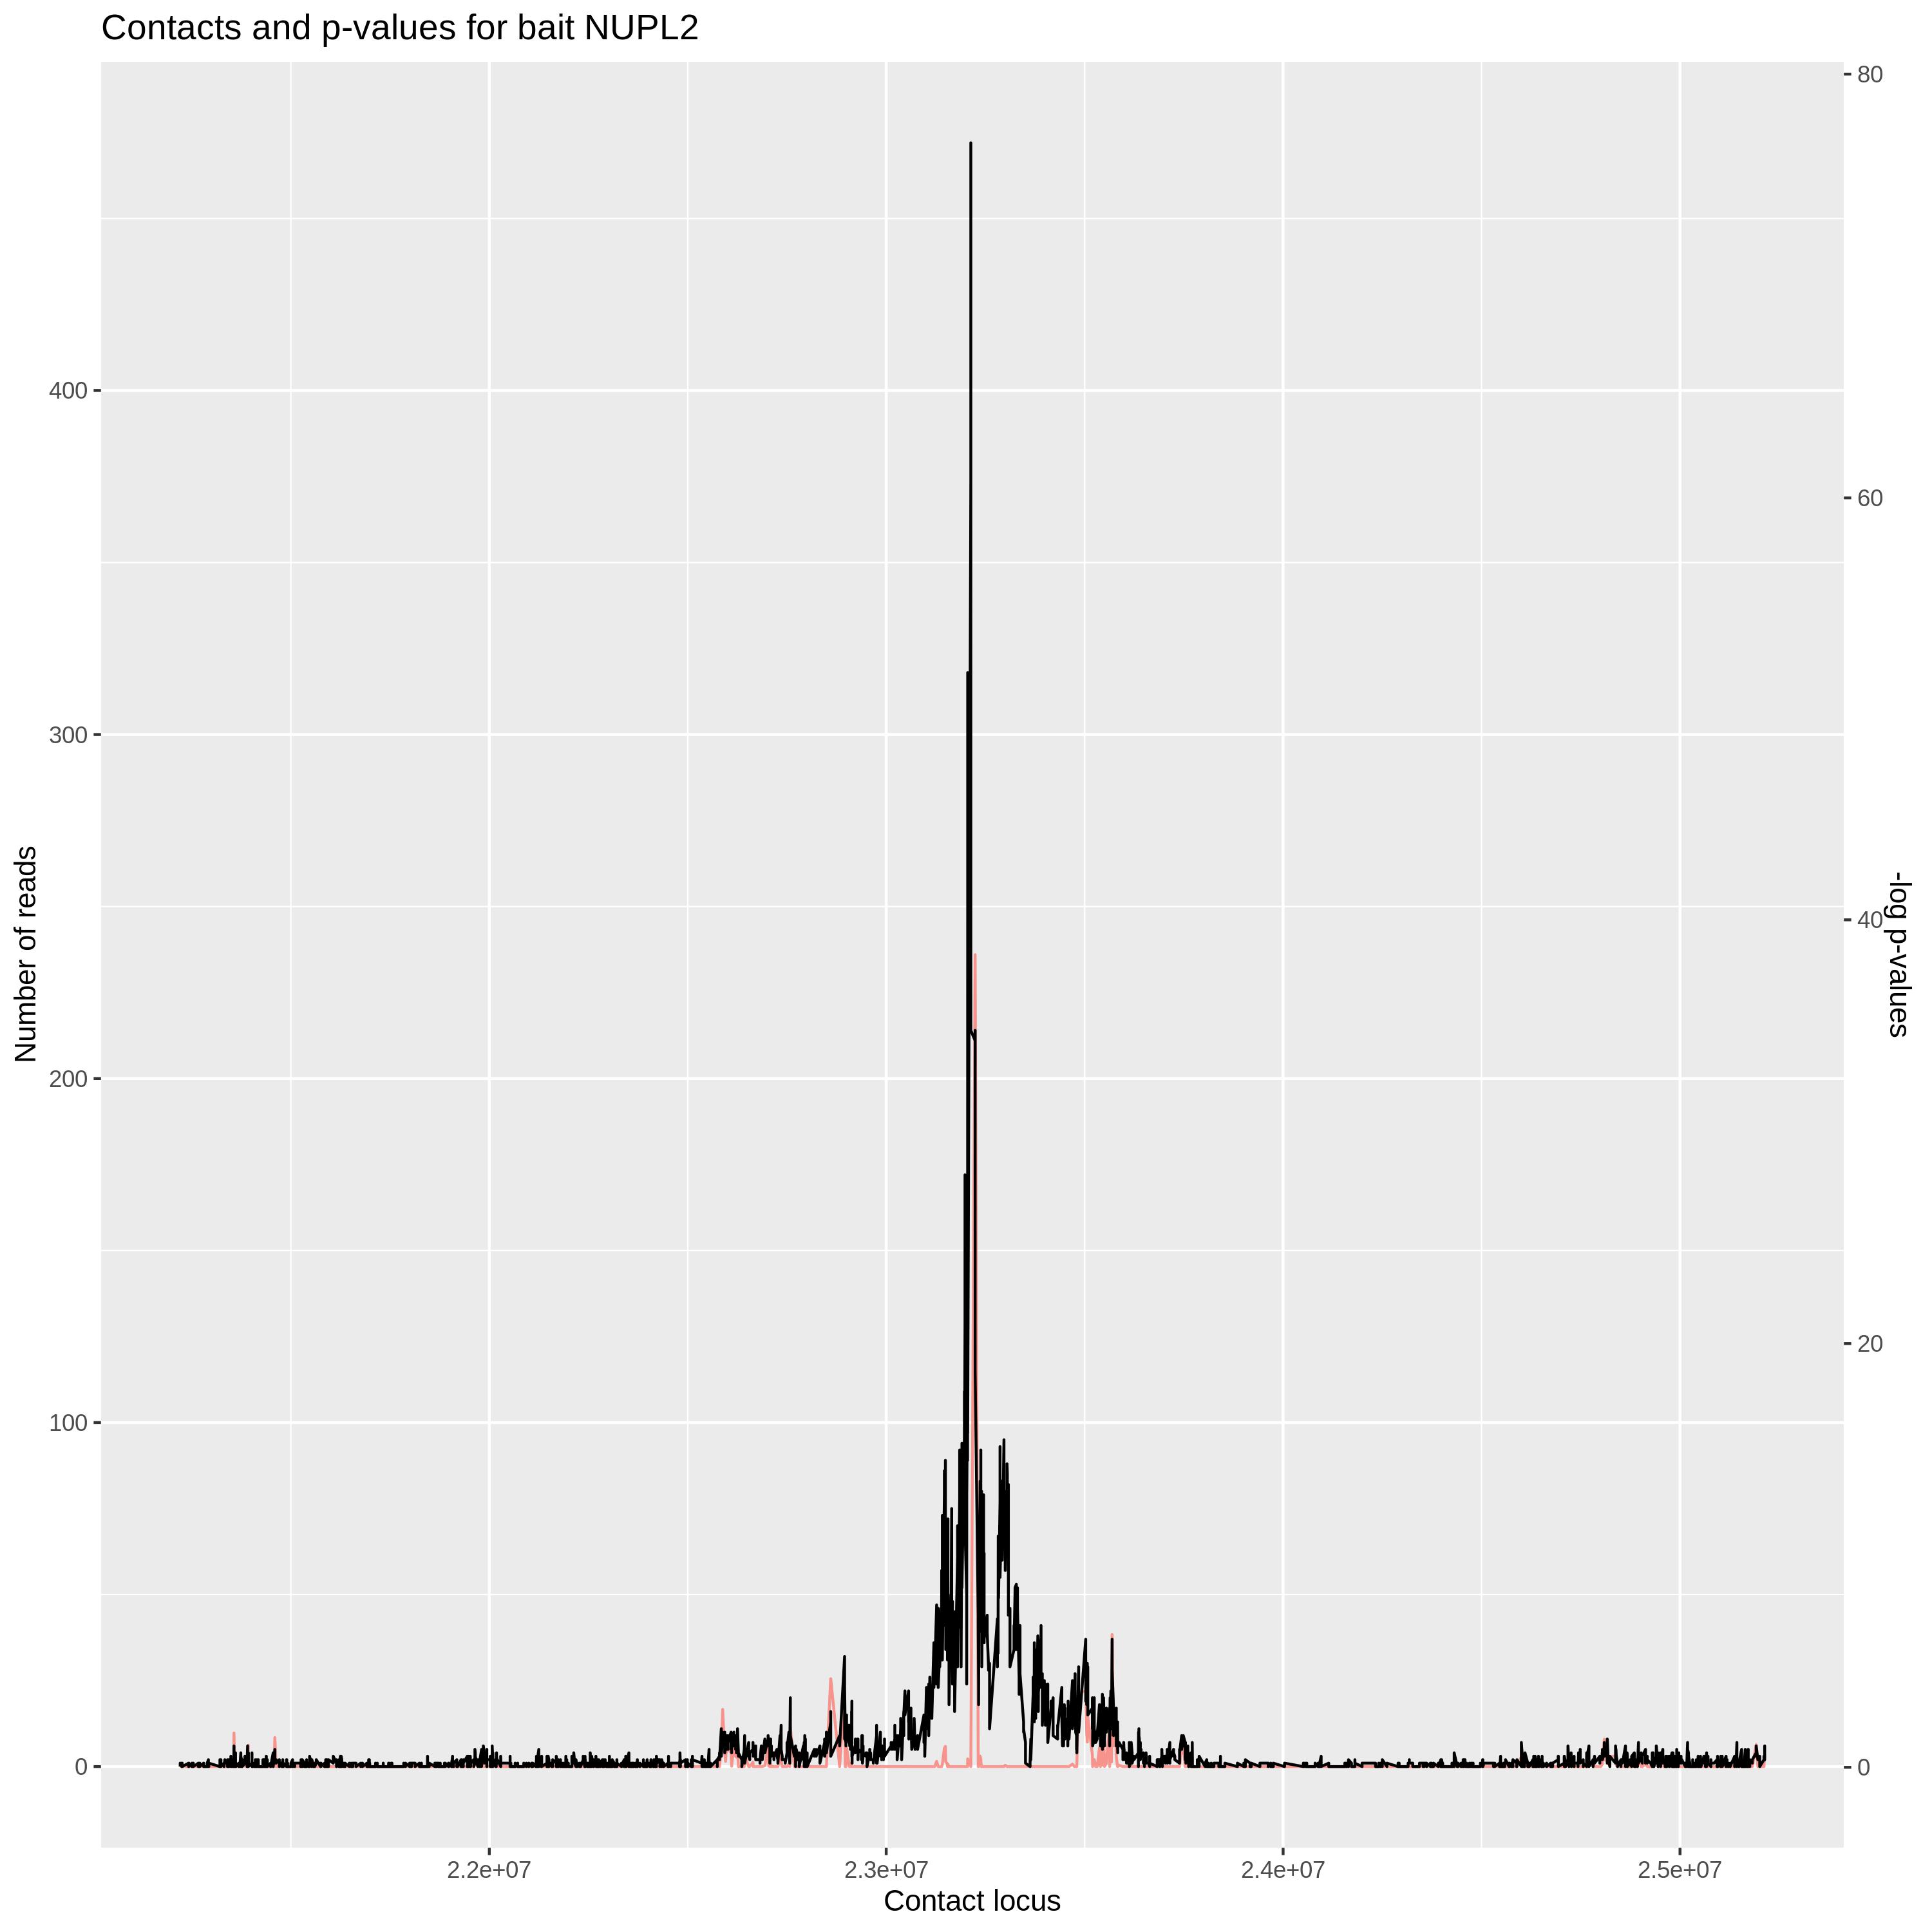 Contacts and p-values for bait NUPL2
80
400
60
300
Number of reads
-log p-values
40
200
20
100
0
0
2.2e+07
2.3e+07
2.4e+07
2.5e+07
Contact locus